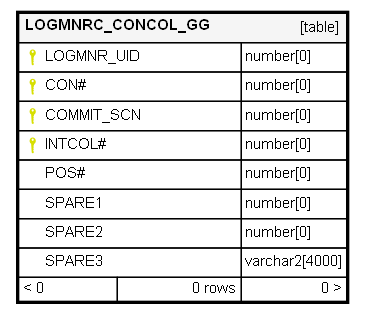 LOGMNRC_CONCOL_GG [table]
LOGMNR_UID number[0]
CON# number[0]
COMMIT_SCN number[0]
INTCOL# number[0]
POS# number[0]
SPARE1 number[0]
SPARE2 number[0]
SPARE3 varchar2[4000]
< 0 0 rows 0 >